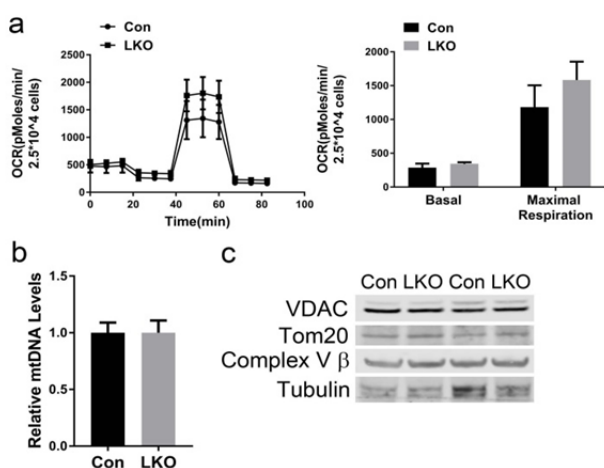 a
Con
LKO
OCR(pMoles/min/
2.5*10^4 cells)
2500
2000
1500
1000
500
0
0
20
40
60
80
100
Time(min)
Con
LKO
OCR(pMoles/min/
2.5*10^4 cells)
2000
1500
1000
500
0
Basal
Maximal
Respiration
b
Relative mtDNA Levels
1.5
1.0
0.5
0.0
Con LKO
c
Con LKO Con LKO
VDAC
Tom20
Complex V β
Tubulin